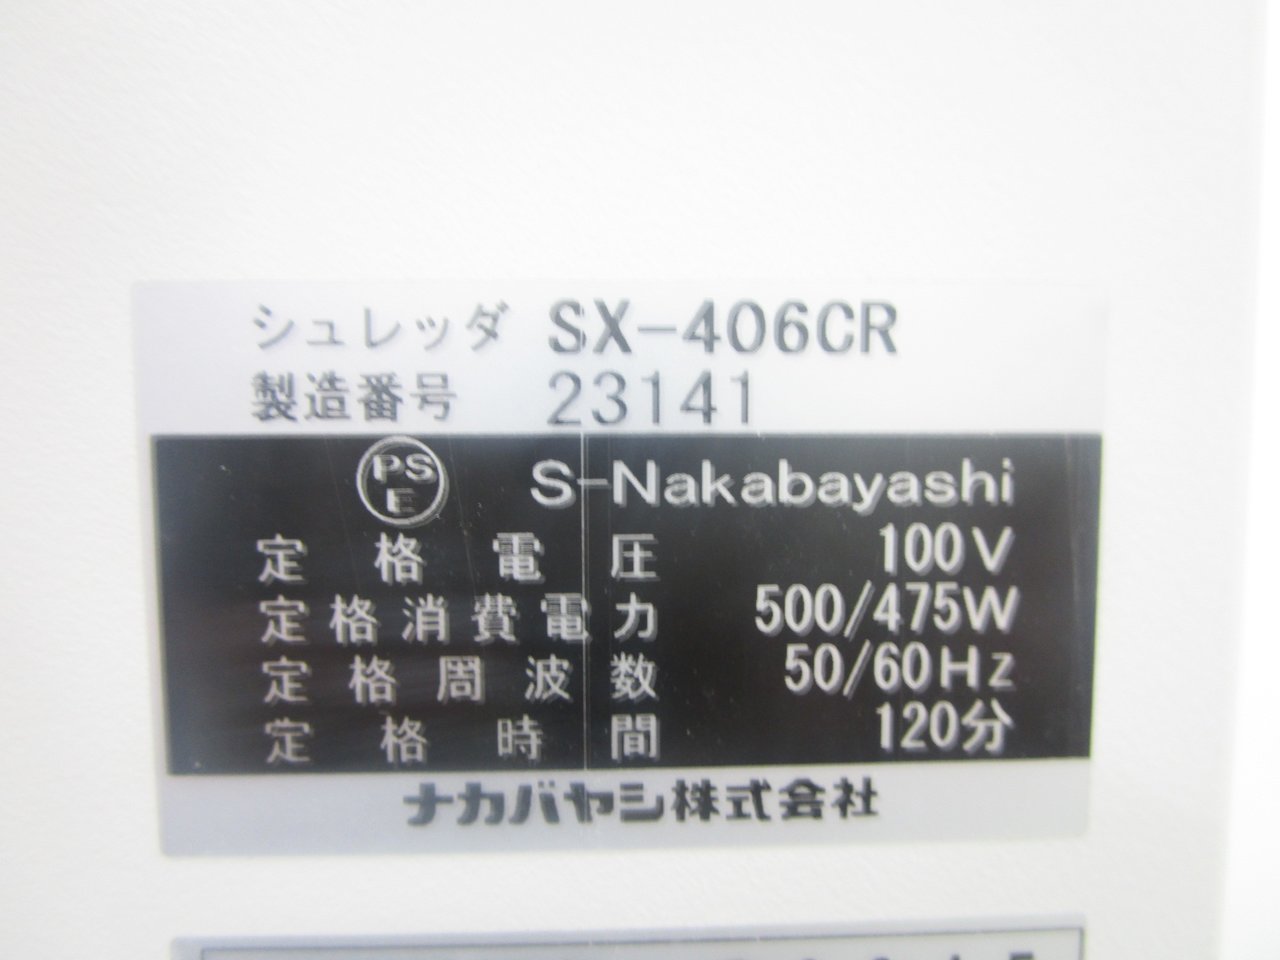 シュレッダ SX-406CR
製造番号 23141
PS E S-Nakabayashi
定格電圧 100V
定格消費電力 500/475W
定格周波数 50/60Hz
定格時間 120分
ナカバヤシ株式会社